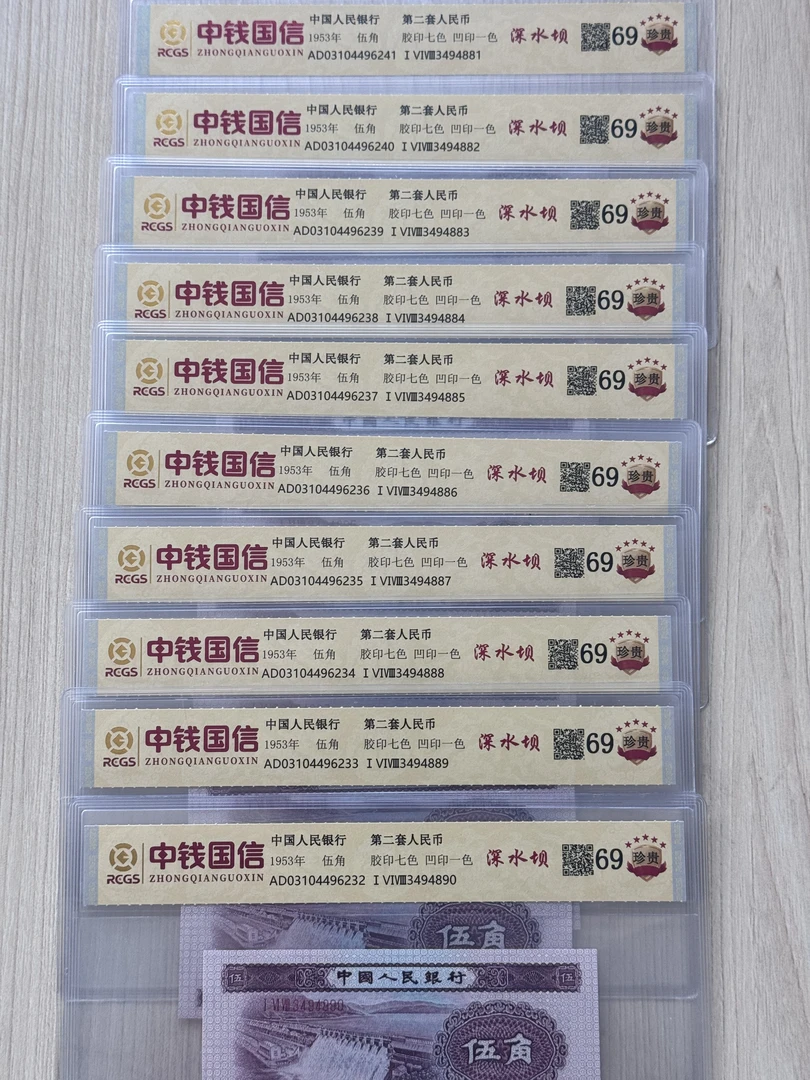 中钱国信 中国人民银行 第二套人民币
RCGS ZHONGQIANGUOXIN 1953年 伍角 胶印七色 凹印一色 深水坝 69 珍贵
AD03104496241 ⅠⅥⅧ3494881
中钱国信 中国人民银行 第二套人民币
RCGS ZHONGQIANGUOXIN 1953年 伍角 胶印七色 凹印一色 深水坝 69 珍贵
AD03104496240 ⅠⅥⅧ3494882
中钱国信 中国人民银行 第二套人民币
RCGS ZHONGQIANGUOXIN 1953年 伍角 胶印七色 凹印一色 深水坝 69 珍贵
AD03104496239 ⅠⅥⅧ3494883
中钱国信 中国人民银行 第二套人民币
RCGS ZHONGQIANGUOXIN 1953年 伍角 胶印七色 凹印一色 深水坝 69 珍贵
AD03104496238 ⅠⅥⅧ3494884
中钱国信 中国人民银行 第二套人民币
RCGS ZHONGQIANGUOXIN 1953年 伍角 胶印七色 凹印一色 深水坝 69 珍贵
AD03104496237 ⅠⅥⅧ3494885
中钱国信 中国人民银行 第二套人民币
RCGS ZHONGQIANGUOXIN 1953年 伍角 胶印七色 凹印一色 深水坝 69 珍贵
AD03104496236 ⅠⅥⅧ3494886
中钱国信 中国人民银行 第二套人民币
RCGS ZHONGQIANGUOXIN 1953年 伍角 胶印七色 凹印一色 深水坝 69 珍贵
AD03104496235 ⅠⅥⅧ3494887
中钱国信 中国人民银行 第二套人民币
RCGS ZHONGQIANGUOXIN 1953年 伍角 胶印七色 凹印一色 深水坝 69 珍贵
AD03104496234 ⅠⅥⅧ3494888
中钱国信 中国人民银行 第二套人民币
RCGS ZHONGQIANGUOXIN 1953年 伍角 胶印七色 凹印一色 深水坝 69 珍贵
AD03104496233 ⅠⅥⅧ3494889
中钱国信 中国人民银行 第二套人民币
RCGS ZHONGQIANGUOXIN 1953年 伍角 胶印七色 凹印一色 深水坝 69 珍贵
AD03104496232 ⅠⅥⅧ3494890
伍角
伍 中國人民銀行 伍
ⅠⅥⅧ3494890
伍角